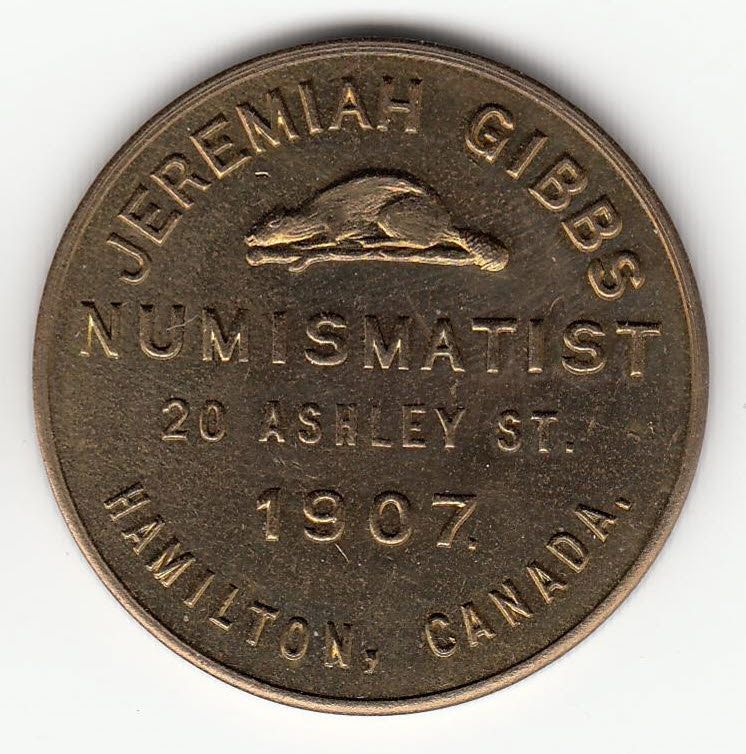 JEREMIAH GIBBS
NUMISMATIST
20 ASHLEY ST.
1907.
HAMILTON, CANADA.